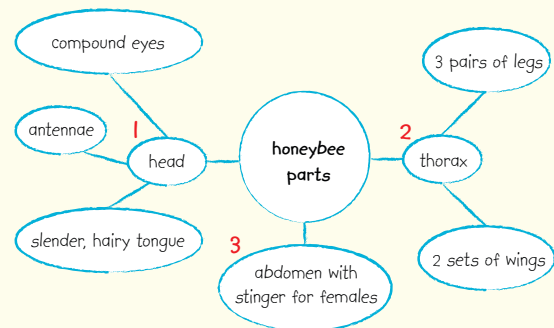 compound eyes
antennae
1
head
slender, hairy tongue
honeybee
parts
3
abdomen with
stinger for females
2
thorax
3 pairs of legs
2 sets of wings